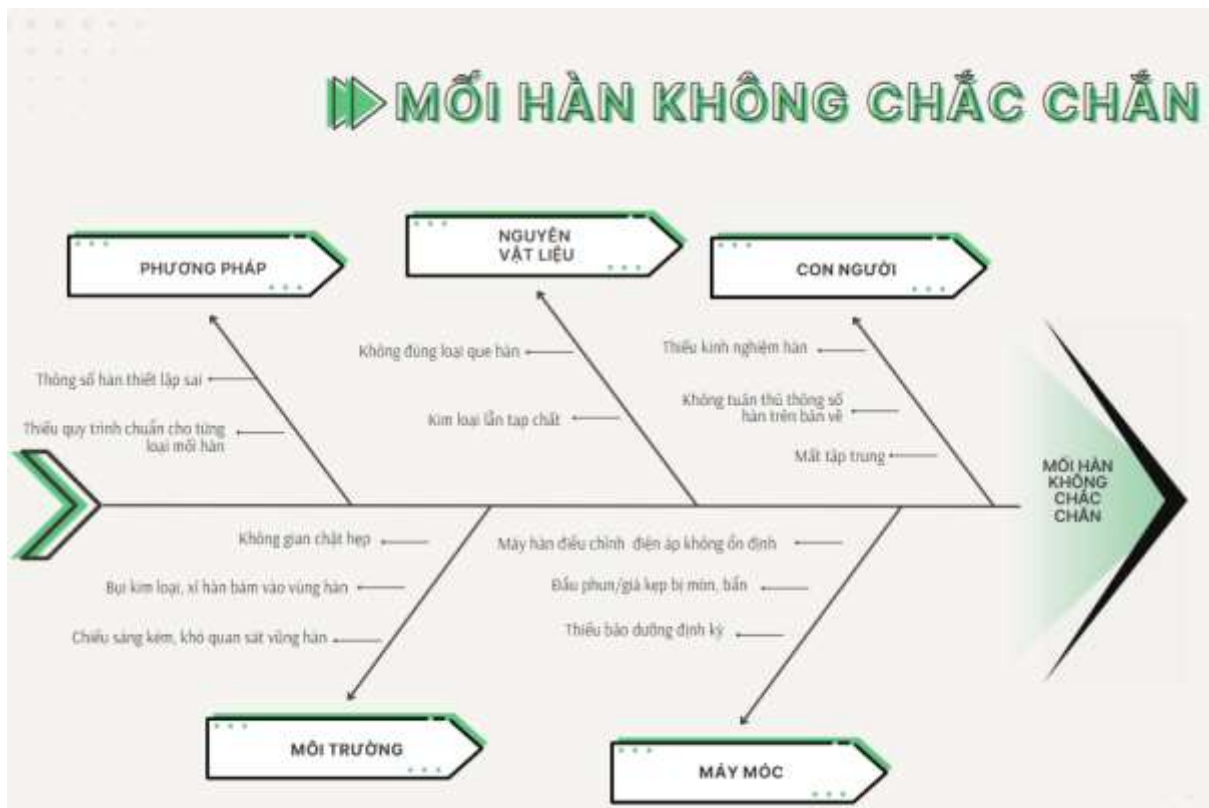 MỐI HÀN KHÔNG CHẮC CHẮN
PHƯƠNG PHÁP
NGUYÊN
VẬT LIỆU
CON NGƯỜI
Thông số hàn thiết lập sai
Thiếu quy trình chuẩn cho từng
loại mối hàn
Không đúng loại que hàn
Kim loại lẫn tạp chất
Thiếu kinh nghiệm hàn
Không tuân thủ thông số
hàn trên bản vẽ
Mất tập trung
MỐI HÀN
KHÔNG
CHẮC
CHẮN
Không gian chật hẹp
Bụi kim loại, xỉ hàn bám vào vùng hàn
Chiếu sáng kém, khó quan sát vũng hàn
Máy hàn điều chỉnh điện áp không ổn định
Đầu phun/giá kẹp bị mòn, bẩn
Thiếu bảo dưỡng định kỳ
MÔI TRƯỜNG
MÁY MÓC